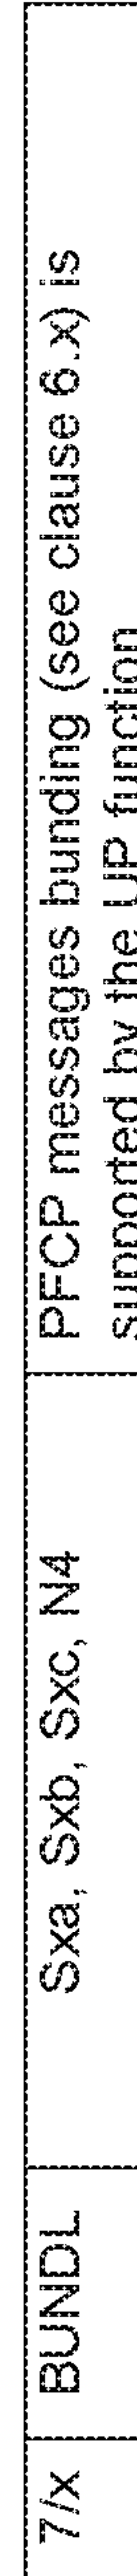 7/x BUNDL Sxa, Sxb, Sxc, N4 PFCP messages bunding (see clause 6.x) is
supported by the UP function